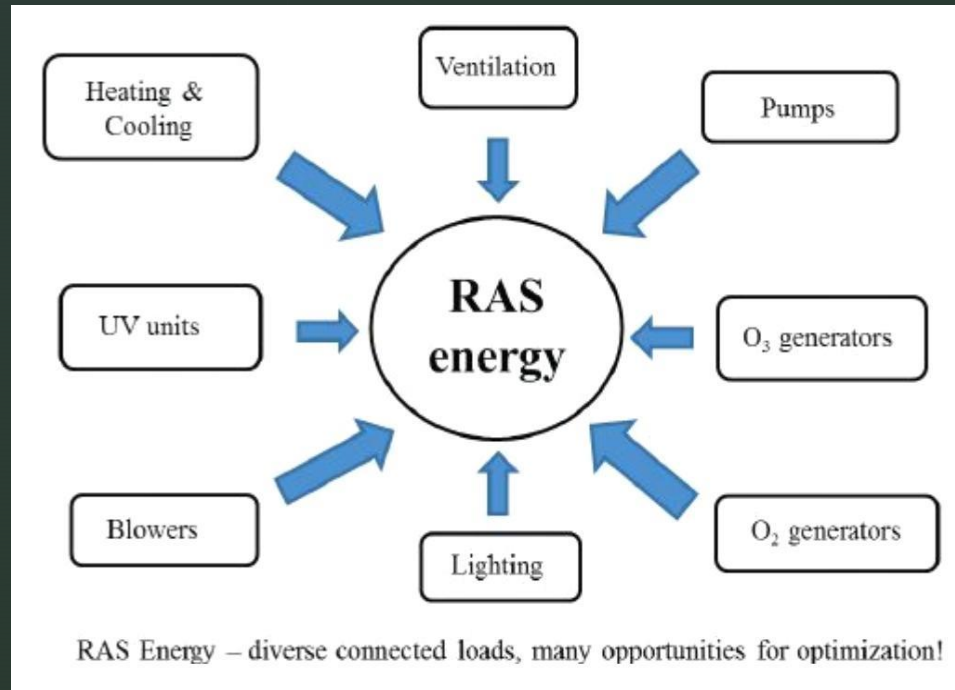 Ventilation
Heating &
Cooling
Pumps
RAS
energy
UV units
O₃ generators
Blowers
Lighting
O₂ generators
RAS Energy – diverse connected loads, many opportunities for optimization!